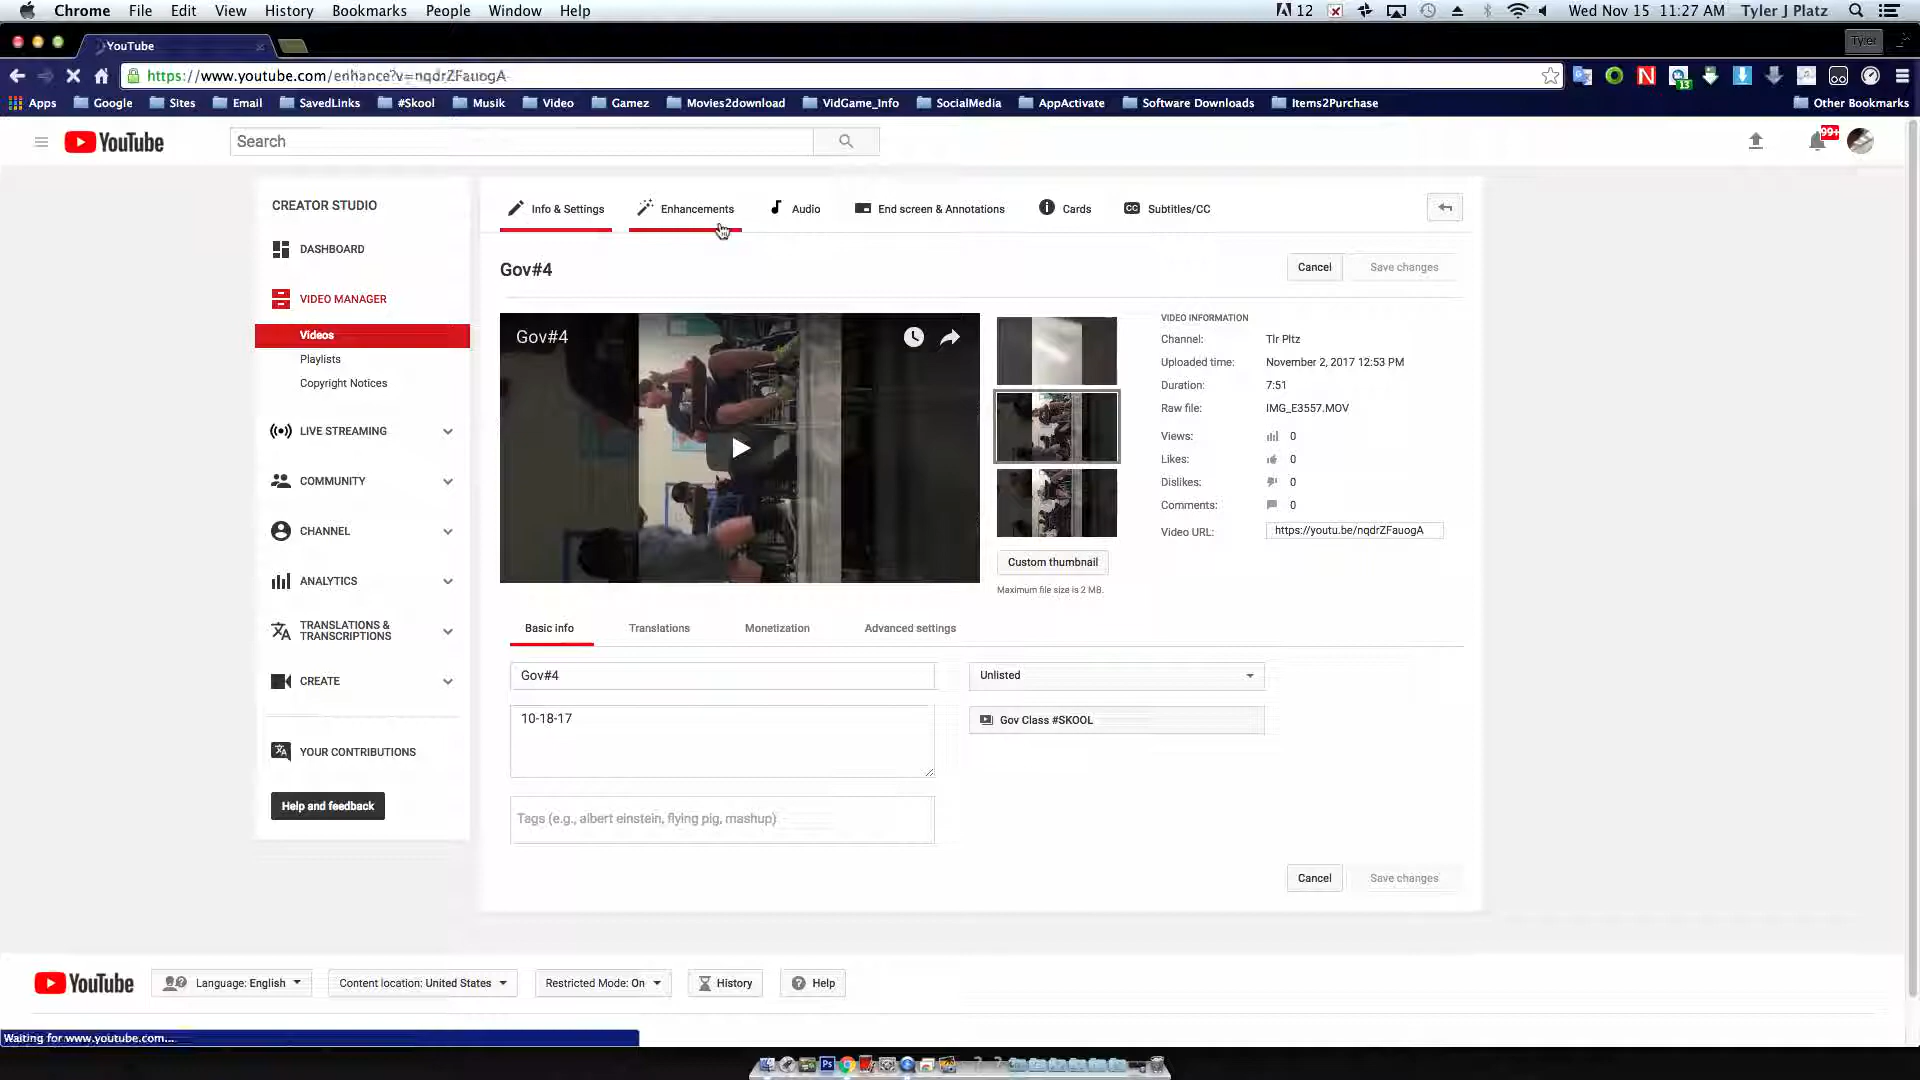 Chrome File Edit View History Bookmarks People Window Help 12 Wed Nov 15 11:27 AM Tyler J Platz
YouTube Tyler
https://www.youtube.com/enhance?v=nqdrZFauogA 13
Apps Google Sites Email SavedLinks #Skool Musik Video Gamez Movies2download VidGame_Info SocialMedia AppActivate Software Downloads Items2Purchase Other Bookmarks
YouTube Search 99+
CREATOR STUDIO
DASHBOARD
VIDEO MANAGER
Videos
Playlists
Copyright Notices
LIVE STREAMING
COMMUNITY
CHANNEL
ANALYTICS
TRANSLATIONS &
TRANSCRIPTIONS
CREATE
YOUR CONTRIBUTIONS
Help and feedback
Info & Settings Enhancements Audio End screen & Annotations Cards CC Subtitles/CC
Gov#4 Cancel Save changes
Gov#4
Custom thumbnail
Maximum file size is 2 MB.
VIDEO INFORMATION
Channel: Tlr Pltz
Uploaded time: November 2, 2017 12:53 PM
Duration: 7:51
Raw file: IMG_E3557.MOV
Views: 0
Likes: 0
Dislikes: 0
Comments: 0
Video URL: https://youtu.be/nqdrZFauogA
Basic info Translations Monetization Advanced settings
Gov#4 Unlisted
10-18-17 Gov Class #SKOOL
Tags (e.g., albert einstein, flying pig, mashup)
Cancel Save changes
YouTube Language: English Content location: United States Restricted Mode: On History Help
Waiting for www.youtube.com...
Ps